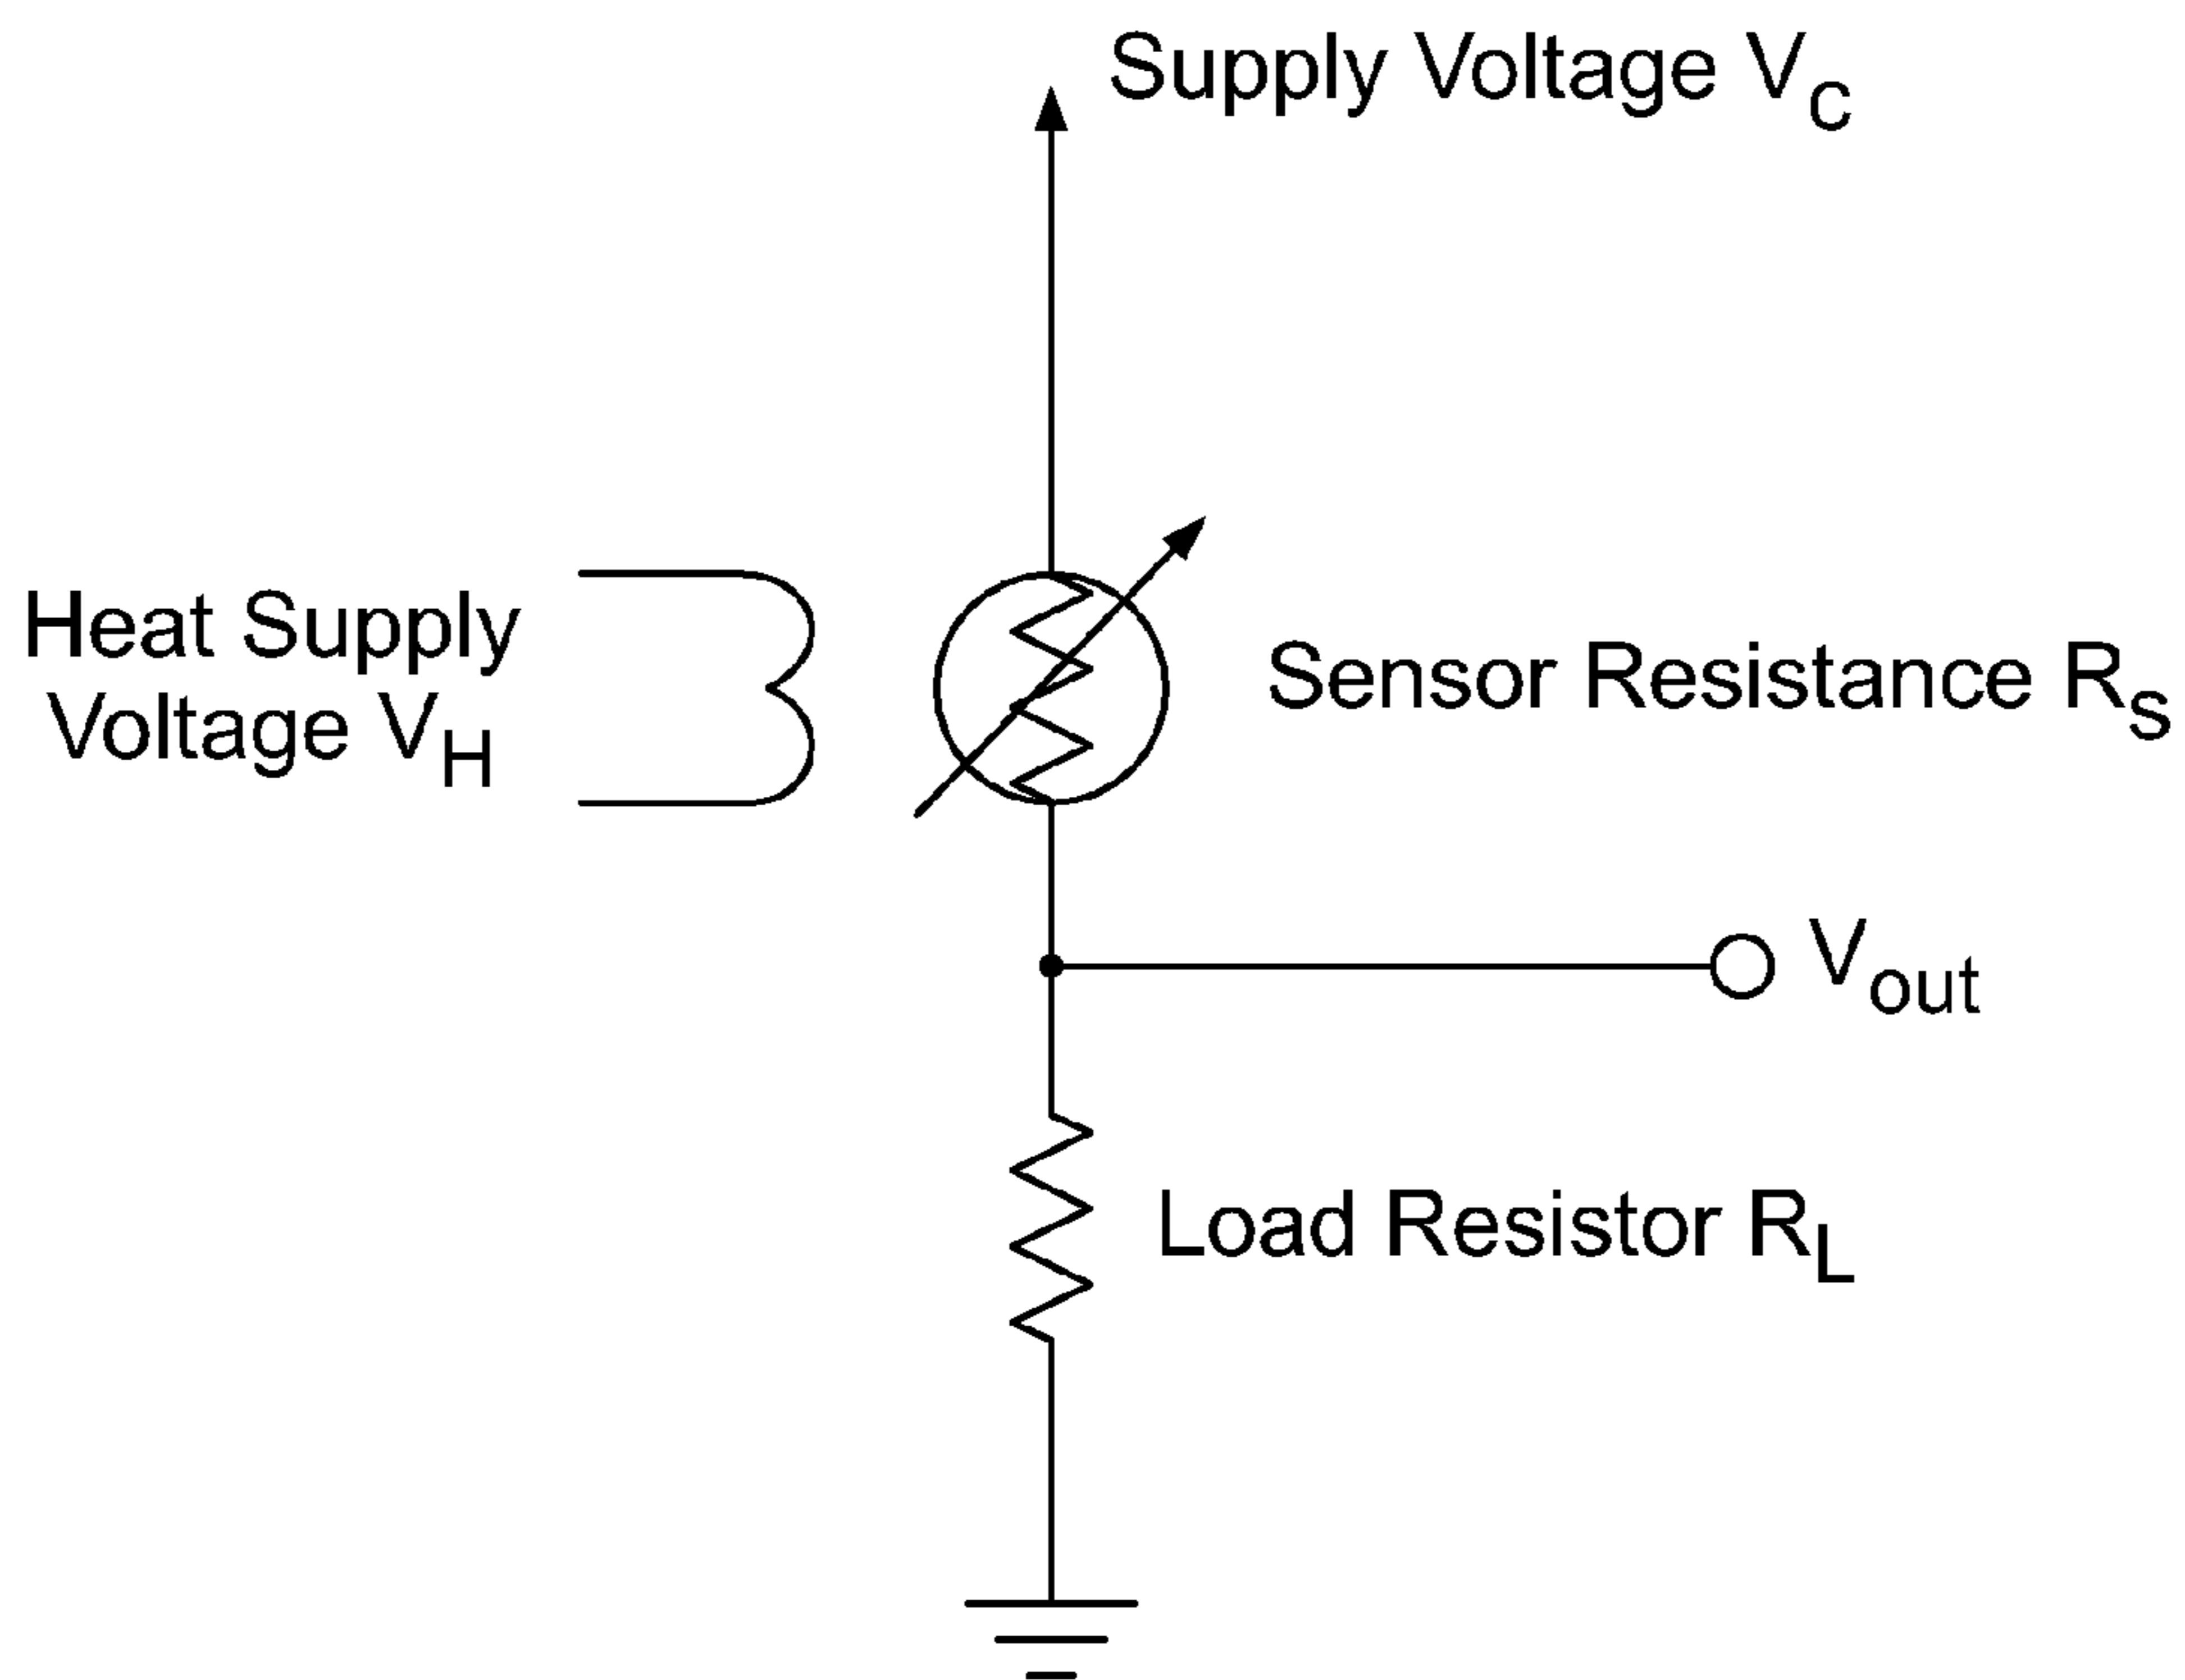 Supply Voltage VC
Heat Supply
Voltage VH
Sensor Resistance RS
Vout
Load Resistor RL